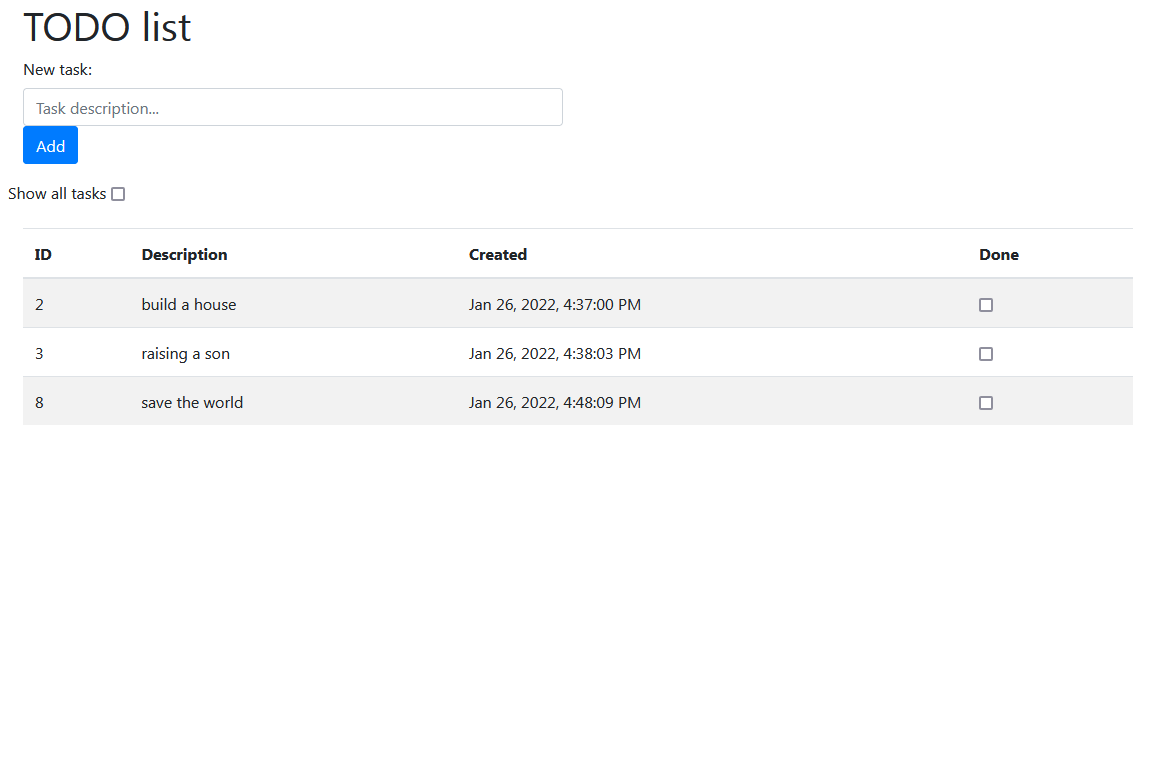 TODO list
New task:
Task description...
Add
Show all tasks
ID Description Created Done
2 build a house Jan 26, 2022, 4:37:00 PM
3 raising a son Jan 26, 2022, 4:38:03 PM
8 save the world Jan 26, 2022, 4:48:09 PM